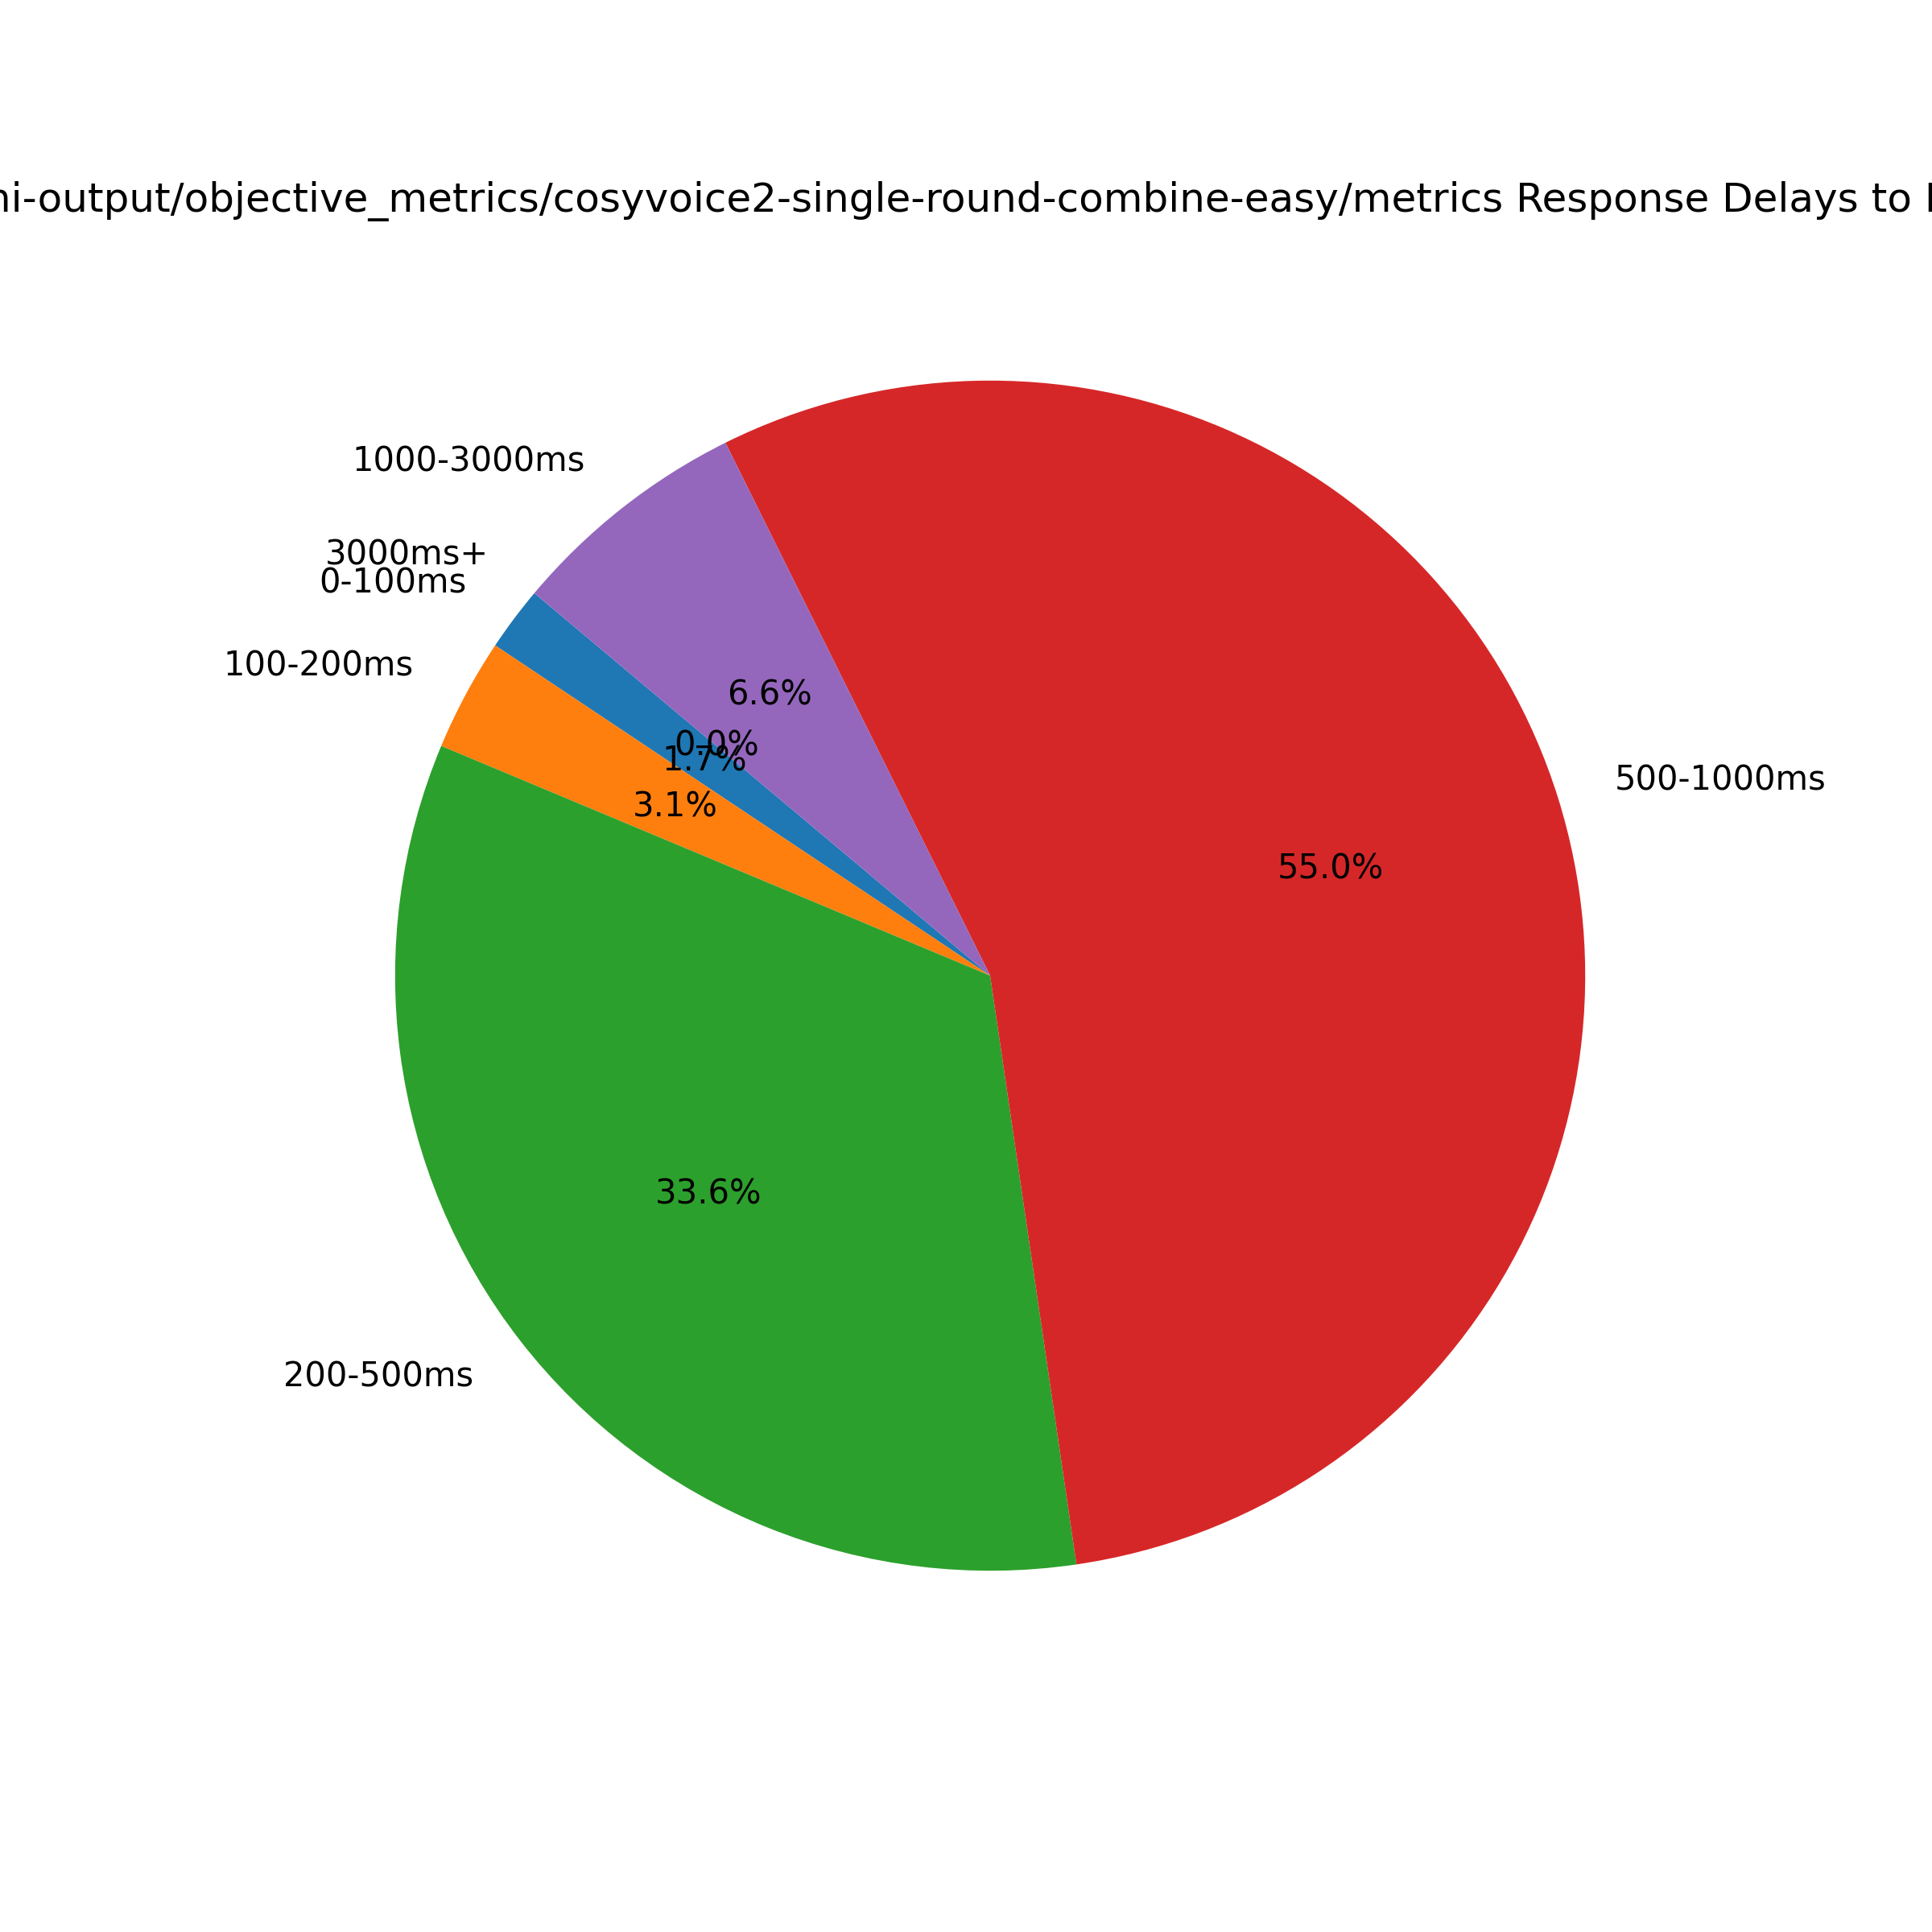 -output/objective_metrics/cosyvoice2-single-round-combine-easy/metrics Response Delays to
1000-3000ms
3000ms+
0-100ms
100-200ms
6.6%
0.0%
1.7%
500-1000ms
3.1%
55.0%
33.6%
200-500ms